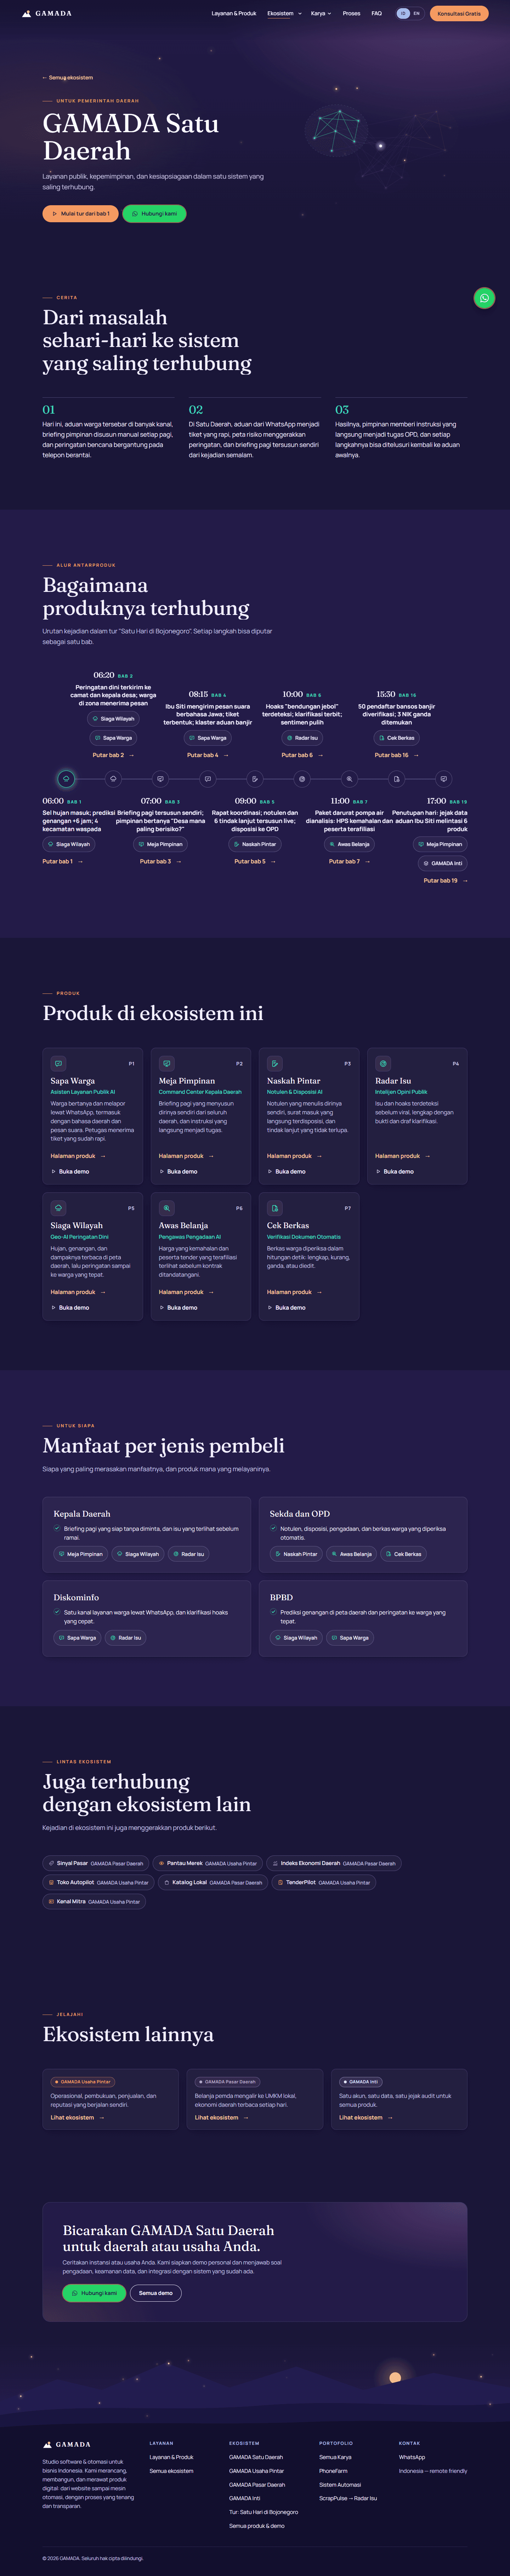 GAMADA
Layanan & Produk
Ekosistem
Karya
Proses
FAQ
ID
EN
Konsultasi Gratis
← Semua ekosistem
UNTUK PEMERINTAH DAERAH
GAMADA Satu
Daerah
Layanan publik, kepemimpinan, dan kesiapsiagaan dalam satu sistem yang
saling terhubung.
Mulai tur dari bab 1
Hubungi kami
CERITA
Dari masalah
sehari-hari ke sistem
yang saling terhubung
01
Hari ini, aduan warga tersebar di banyak kanal,
briefing pimpinan disusun manual setiap pagi,
dan peringatan bencana bergantung pada
telepon berantai.
02
Di Satu Daerah, aduan dari WhatsApp menjadi
tiket yang rapi, peta risiko menggerakkan
peringatan, dan briefing pagi tersusun sendiri
dari kejadian semalam.
03
Hasilnya, pimpinan memberi instruksi yang
langsung menjadi tugas OPD, dan setiap
langkahnya bisa ditelusuri kembali ke aduan
awalnya.
ALUR ANTARPRODUK
Bagaimana
produknya terhubung
Urutan kejadian dalam tur "Satu Hari di Bojonegoro". Setiap langkah bisa diputar
sebagai satu bab.
06:20 BAB 2
Peringatan dini terkirim ke
camat dan kepala desa; warga
di zona menerima pesan
Siaga Wilayah
Sapa Warga
Putar bab 2 →
08:15 BAB 4
Ibu Siti mengirim pesan suara
berbahasa Jawa; tiket
terbentuk; klaster aduan banjir
Sapa Warga
Putar bab 4 →
10:00 BAB 6
Hoaks "bendungan jebol"
terdeteksi; klarifikasi terbit;
sentimen pulih
Radar Isu
Putar bab 6 →
15:30 BAB 16
50 pendaftar bansos banjir
diverifikasi; 3 NIK ganda
ditemukan
Cek Berkas
Putar bab 16 →
06:00 BAB 1
Sel hujan masuk; prediksi
genangan +6 jam; 4
kecamatan waspada
Siaga Wilayah
Putar bab 1 →
07:00 BAB 3
Briefing pagi tersusun sendiri;
pimpinan bertanya "Desa mana
paling berisiko?"
Meja Pimpinan
Putar bab 3 →
09:00 BAB 5
Rapat koordinasi; notulen dan
6 tindak lanjut tersusun live;
disposisi ke OPD
Naskah Pintar
Putar bab 5 →
11:00 BAB 7
Paket darurat pompa air
dianalisis: HPS kemahalan dan
peserta terafiliasi
Awas Belanja
Putar bab 7 →
17:00 BAB 19
Penutupan hari: jejak data
aduan Ibu Siti melintasi 6
produk
Meja Pimpinan
GAMADA Inti
Putar bab 19 →
PRODUK
Produk di ekosistem ini
P1
Sapa Warga
Asisten Layanan Publik AI
Warga bertanya dan melapor
lewat WhatsApp, termasuk
dengan bahasa daerah dan
pesan suara. Petugas menerima
tiket yang sudah rapi.
Halaman produk →
Buka demo
P2
Meja Pimpinan
Command Center Kepala Daerah
Briefing pagi yang menyusun
dirinya sendiri dari seluruh
daerah, dan instruksi yang
langsung menjadi tugas.
Halaman produk →
Buka demo
P3
Naskah Pintar
Notulen & Disposisi AI
Notulen yang menulis dirinya
sendiri, surat masuk yang
langsung terdisposisi, dan
tindak lanjut yang tidak terlupa.
Halaman produk →
Buka demo
P4
Radar Isu
Intelijen Opini Publik
Isu dan hoaks terdeteksi
sebelum viral, lengkap dengan
bukti dan draf klarifikasi.
Halaman produk →
Buka demo
P5
Siaga Wilayah
Geo-AI Peringatan Dini
Hujan, genangan, dan
dampaknya terbaca di peta
daerah, lalu peringatan sampai
ke warga yang tepat.
Halaman produk →
Buka demo
P6
Awas Belanja
Pengawas Pengadaan AI
Harga yang kemahalan dan
peserta tender yang terafiliasi
terlihat sebelum kontrak
ditandatangani.
Halaman produk →
Buka demo
P7
Cek Berkas
Verifikasi Dokumen Otomatis
Berkas warga diperiksa dalam
hitungan detik: lengkap, kurang,
ganda, atau diedit.
Halaman produk →
Buka demo
UNTUK SIAPA
Manfaat per jenis pembeli
Siapa yang paling merasakan manfaatnya, dan produk mana yang melayaninya.
Kepala Daerah
Briefing pagi yang siap tanpa diminta, dan isu yang terlihat sebelum
ramai.
Meja Pimpinan
Siaga Wilayah
Radar Isu
Sekda dan OPD
Notulen, disposisi, pengadaan, dan berkas warga yang diperiksa
otomatis.
Naskah Pintar
Awas Belanja
Cek Berkas
Diskominfo
Satu kanal layanan warga lewat WhatsApp, dan klarifikasi hoaks
yang cepat.
Sapa Warga
Radar Isu
BPBD
Prediksi genangan di peta daerah dan peringatan ke warga yang
tepat.
Siaga Wilayah
Sapa Warga
LINTAS EKOSISTEM
Juga terhubung
dengan ekosistem lain
Kejadian di ekosistem ini juga menggerakkan produk berikut.
Sinyal Pasar GAMADA Pasar Daerah
Pantau Merek GAMADA Usaha Pintar
Indeks Ekonomi Daerah GAMADA Pasar Daerah
Toko Autopilot GAMADA Usaha Pintar
Katalog Lokal GAMADA Pasar Daerah
TenderPilot GAMADA Usaha Pintar
Kanal Mitra GAMADA Usaha Pintar
JELAJAHI
Ekosistem lainnya
GAMADA Usaha Pintar
Operasional, pembukuan, penjualan, dan
reputasi yang berjalan sendiri.
Lihat ekosistem →
GAMADA Pasar Daerah
Belanja pemda mengalir ke UMKM lokal,
ekonomi daerah terbaca setiap hari.
Lihat ekosistem →
GAMADA Inti
Satu akun, satu data, satu jejak audit untuk
semua produk.
Lihat ekosistem →
Bicarakan GAMADA Satu Daerah
untuk daerah atau usaha Anda.
Ceritakan instansi atau usaha Anda. Kami siapkan demo personal dan menjawab soal
pengadaan, keamanan data, dan integrasi dengan sistem yang sudah ada.
Hubungi kami
Semua demo
GAMADA
Studio software & otomasi untuk
bisnis Indonesia. Kami merancang,
membangun, dan merawat produk
digital: dari website sampai mesin
otomasi, dengan proses yang tenang
dan transparan.
LAYANAN
Layanan & Produk
Semua ekosistem
EKOSISTEM
GAMADA Satu Daerah
GAMADA Usaha Pintar
GAMADA Pasar Daerah
GAMADA Inti
Tur: Satu Hari di Bojonegoro
Semua produk & demo
PORTOFOLIO
Semua Karya
PhoneFarm
Sistem Automasi
ScrapPulse → Radar Isu
KONTAK
WhatsApp
Indonesia — remote friendly
© 2026 GAMADA. Seluruh hak cipta dilindungi.